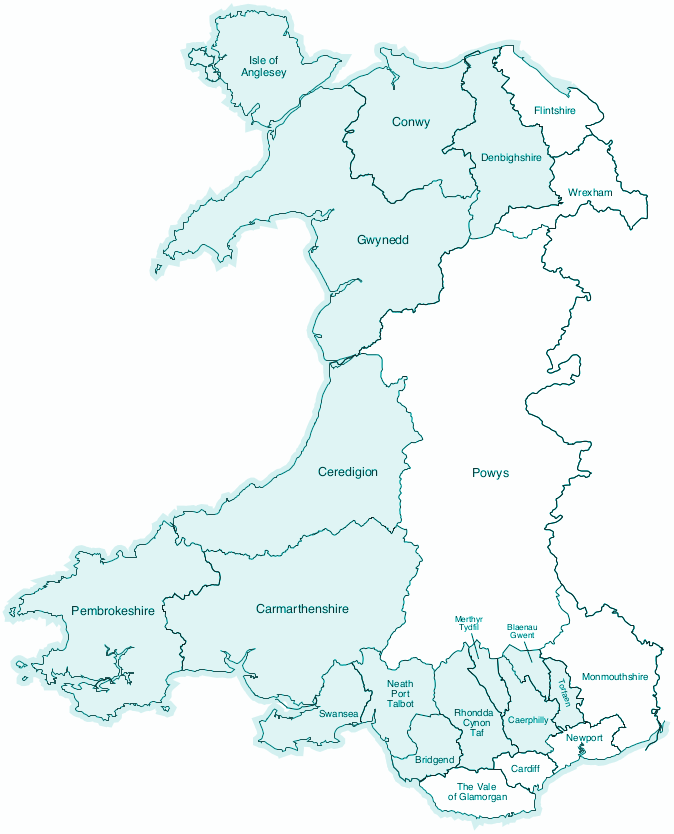 Isle of
Anglesey
Flintshire
Conwy
Denbighshire
Wrexham
Gwynedd
Ceredigion
Powys
Pembrokeshire
Carmarthenshire
Merthyr
Tydfil
Blaenau
Gwent
Monmouthshire
Neath
Port
Talbot
Torfaen
Swansea
Rhondda
Cynon
Taf
Caerphilly
Newport
Bridgend
Cardiff
The Vale
of Glamorgan